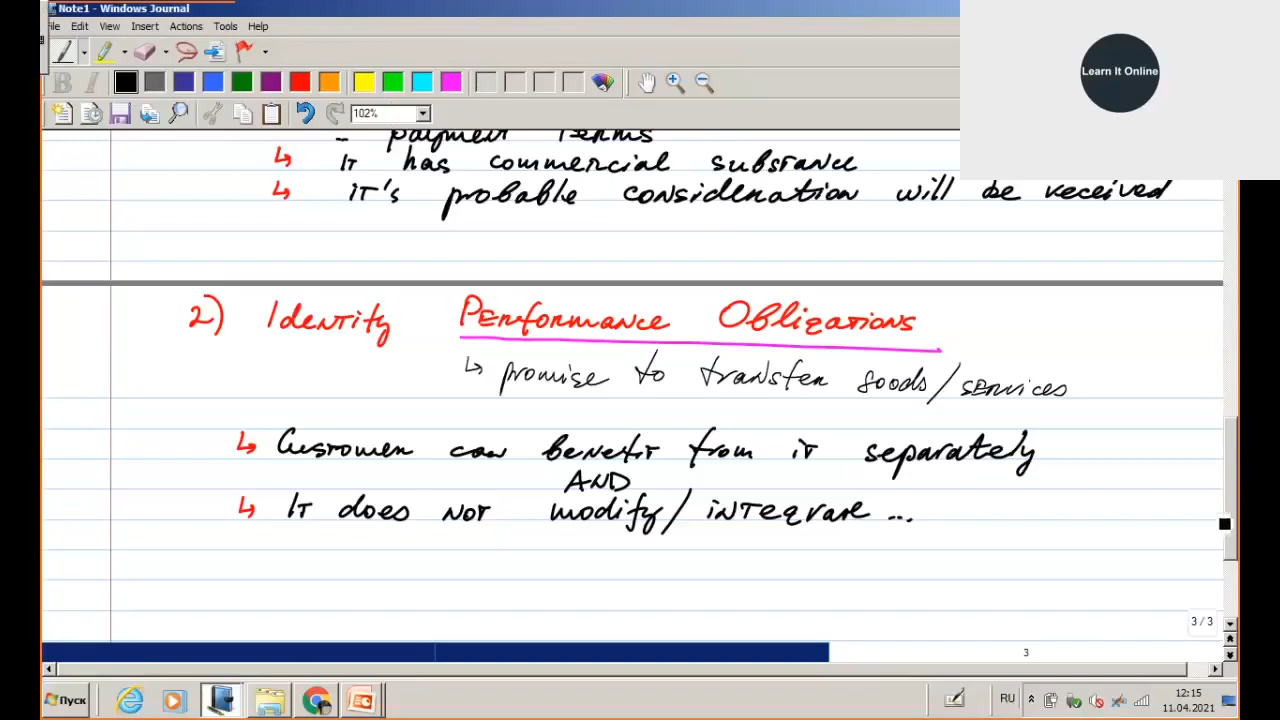 Note1 - Windows Journal
File Edit View Insert Actions Tools Help
Learn It Online
B I
102%
- payment terms
↳ It has commercial substance
↳ it's probable consideration will be received
2) Identify Performance Obligations
↳ promise to transfer goods/services
↳ Customer can benefit from it separately
AND
↳ It does not modify/integrate ...
3 / 3
3
Пуск
RU
12:15
11.04.2021